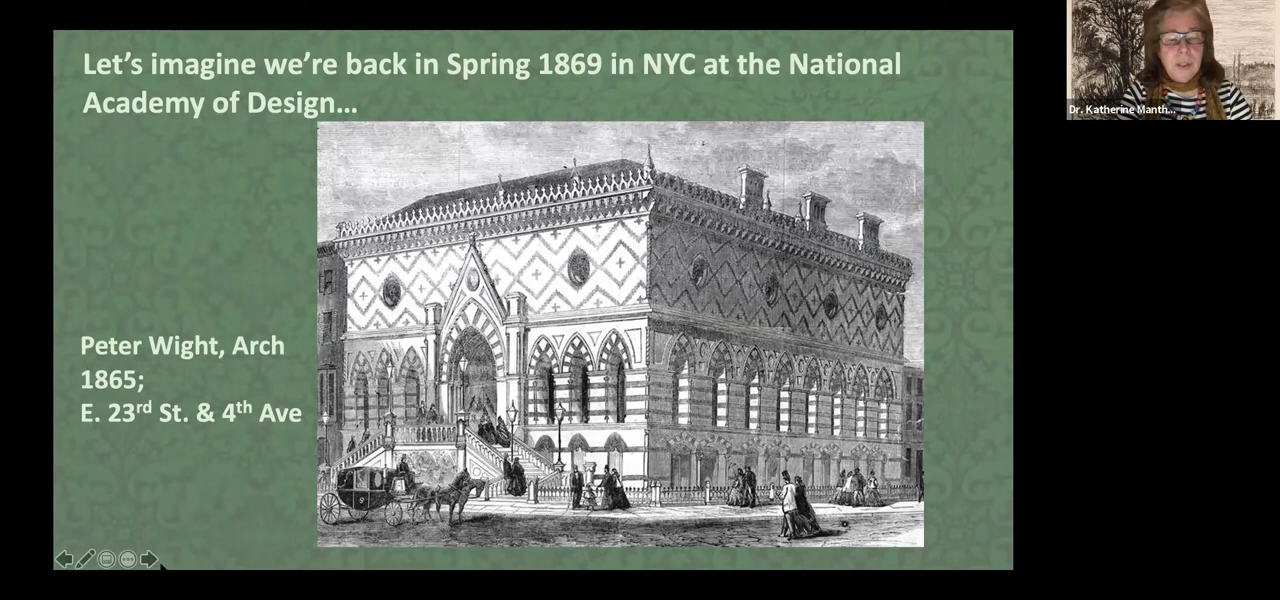 Let’s imagine we’re back in Spring 1869 in NYC at the National
Academy of Design…
Peter Wight, Arch
1865;
E. 23rd St. & 4th Ave
Dr. Katherine Manth...